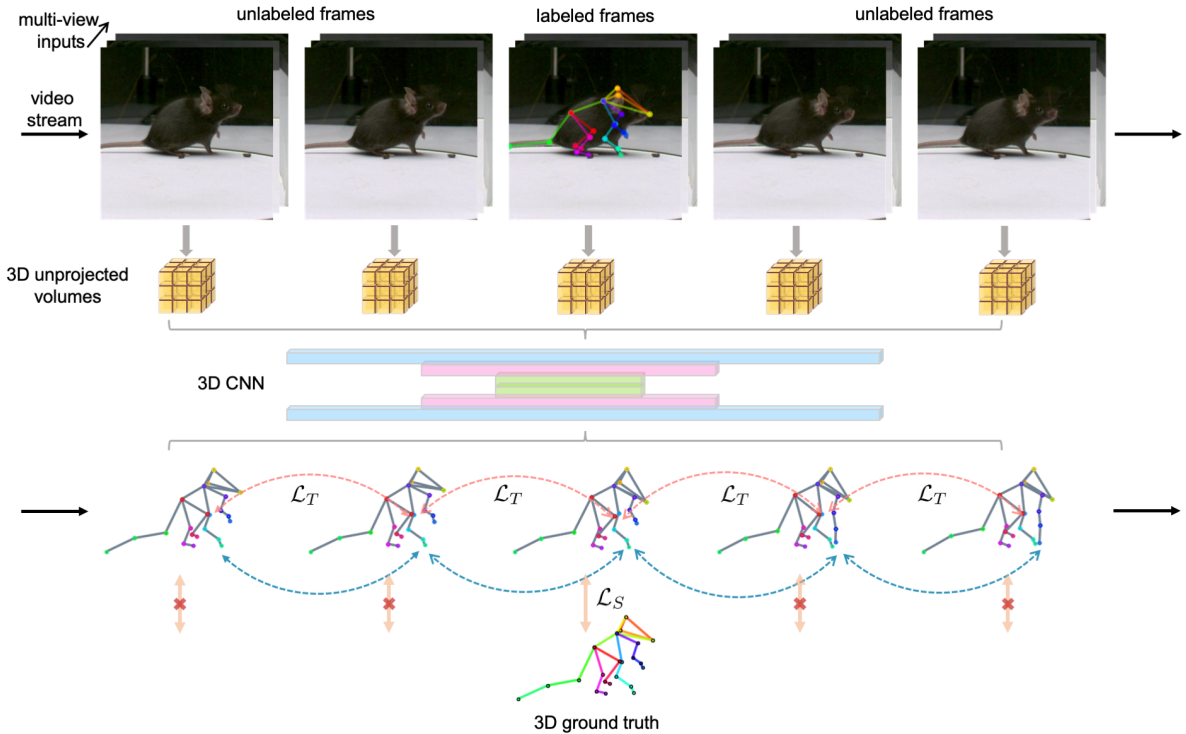 multi-view
inputs
unlabeled frames
labeled frames
unlabeled frames
video
stream
3D unprojected
volumes
3D CNN
ℒ_T
ℒ_T
ℒ_T
ℒ_T
ℒ_S
3D ground truth